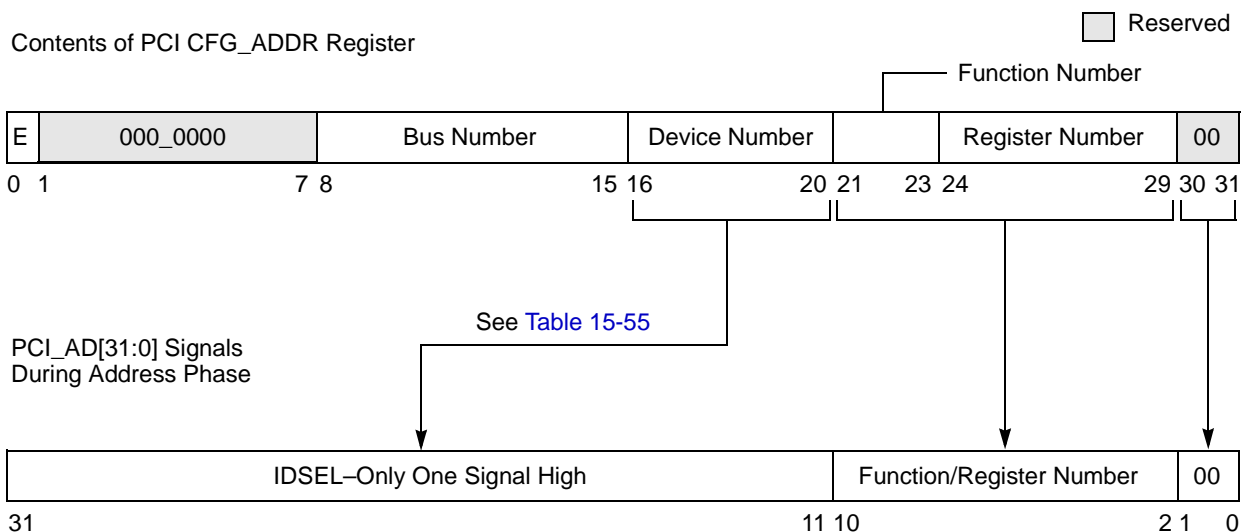 Reserved
Contents of PCI CFG_ADDR Register
Function Number
E 000_0000 Bus Number Device Number Register Number 00
0 1 7 8 15 16 20 21 23 24 29 30 31
See Table 15-55
PCI_AD[31:0] Signals
During Address Phase
IDSEL–Only One Signal High Function/Register Number 00
31 11 10 2 1 0